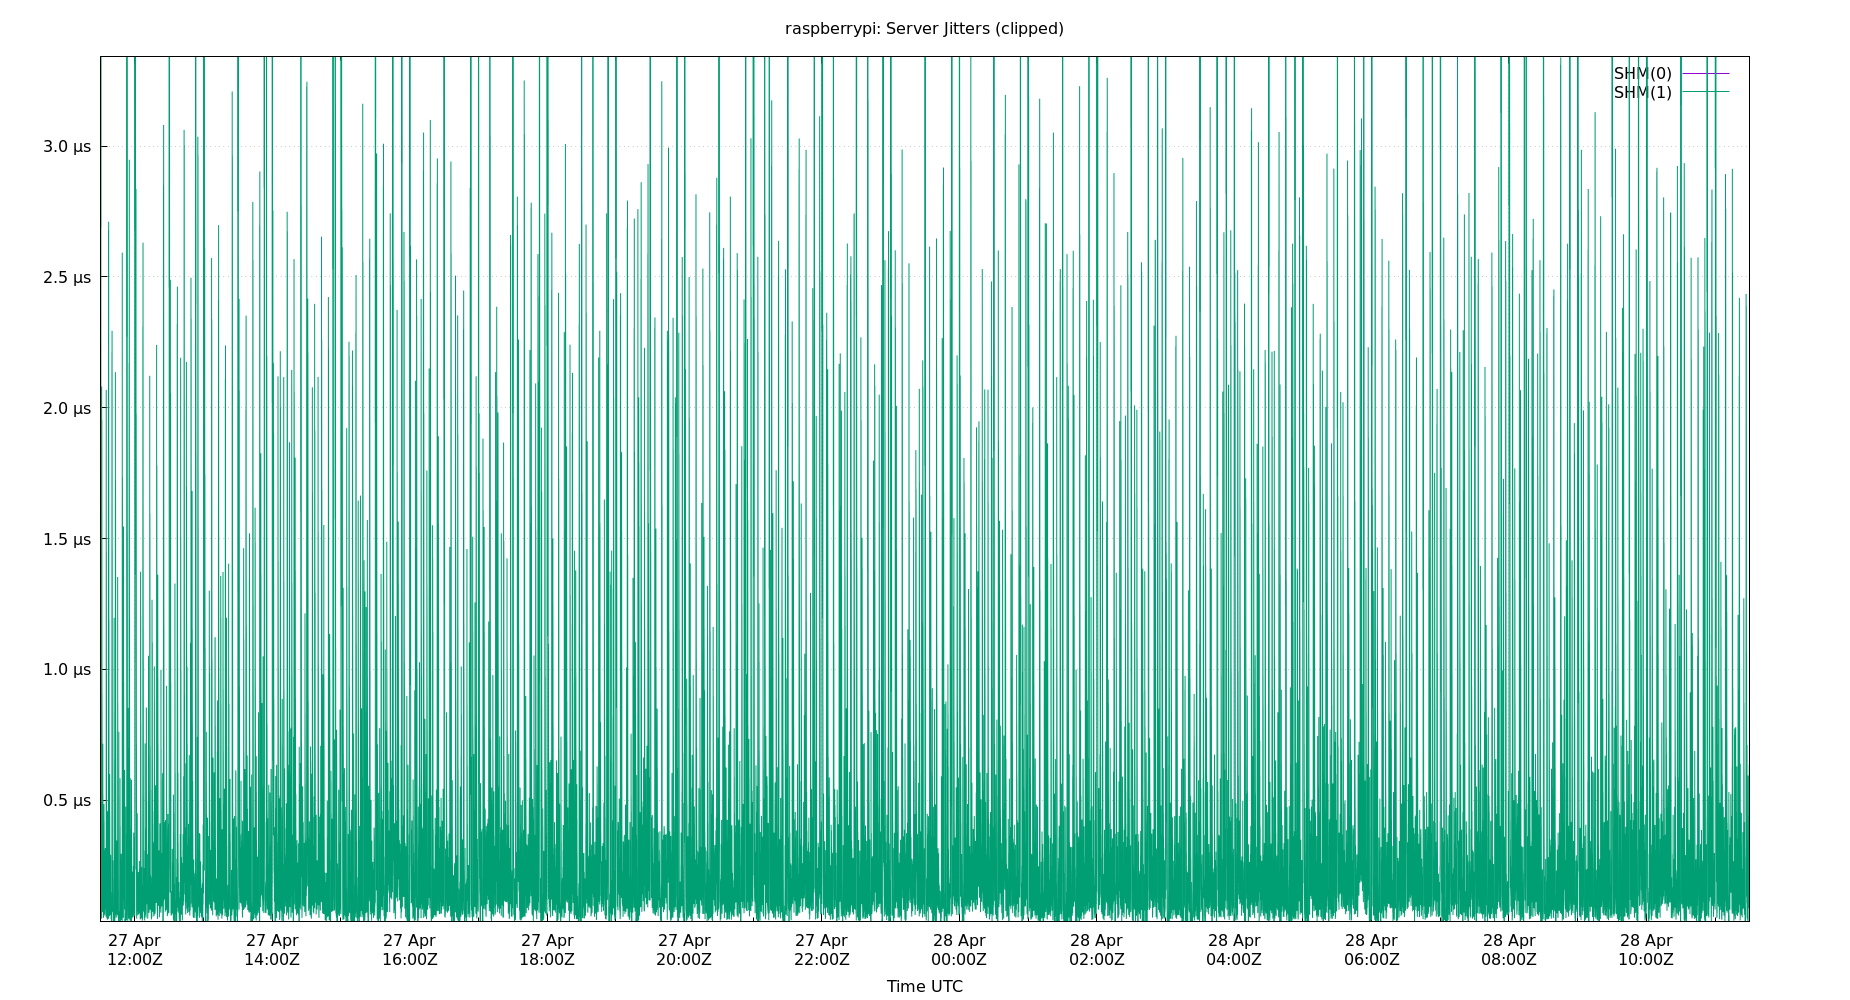 raspberrypi: Server Jitters (clipped)
SHM(0)
SHM(1)
3.0 µs
2.5 µs
2.0 µs
1.5 µs
1.0 µs
0.5 µs
27 Apr 27 Apr 27 Apr 27 Apr 27 Apr 27 Apr 28 Apr 28 Apr 28 Apr 28 Apr 28 Apr 28 Apr
12:00Z 14:00Z 16:00Z 18:00Z 20:00Z 22:00Z 00:00Z 02:00Z 04:00Z 06:00Z 08:00Z 10:00Z
Time UTC